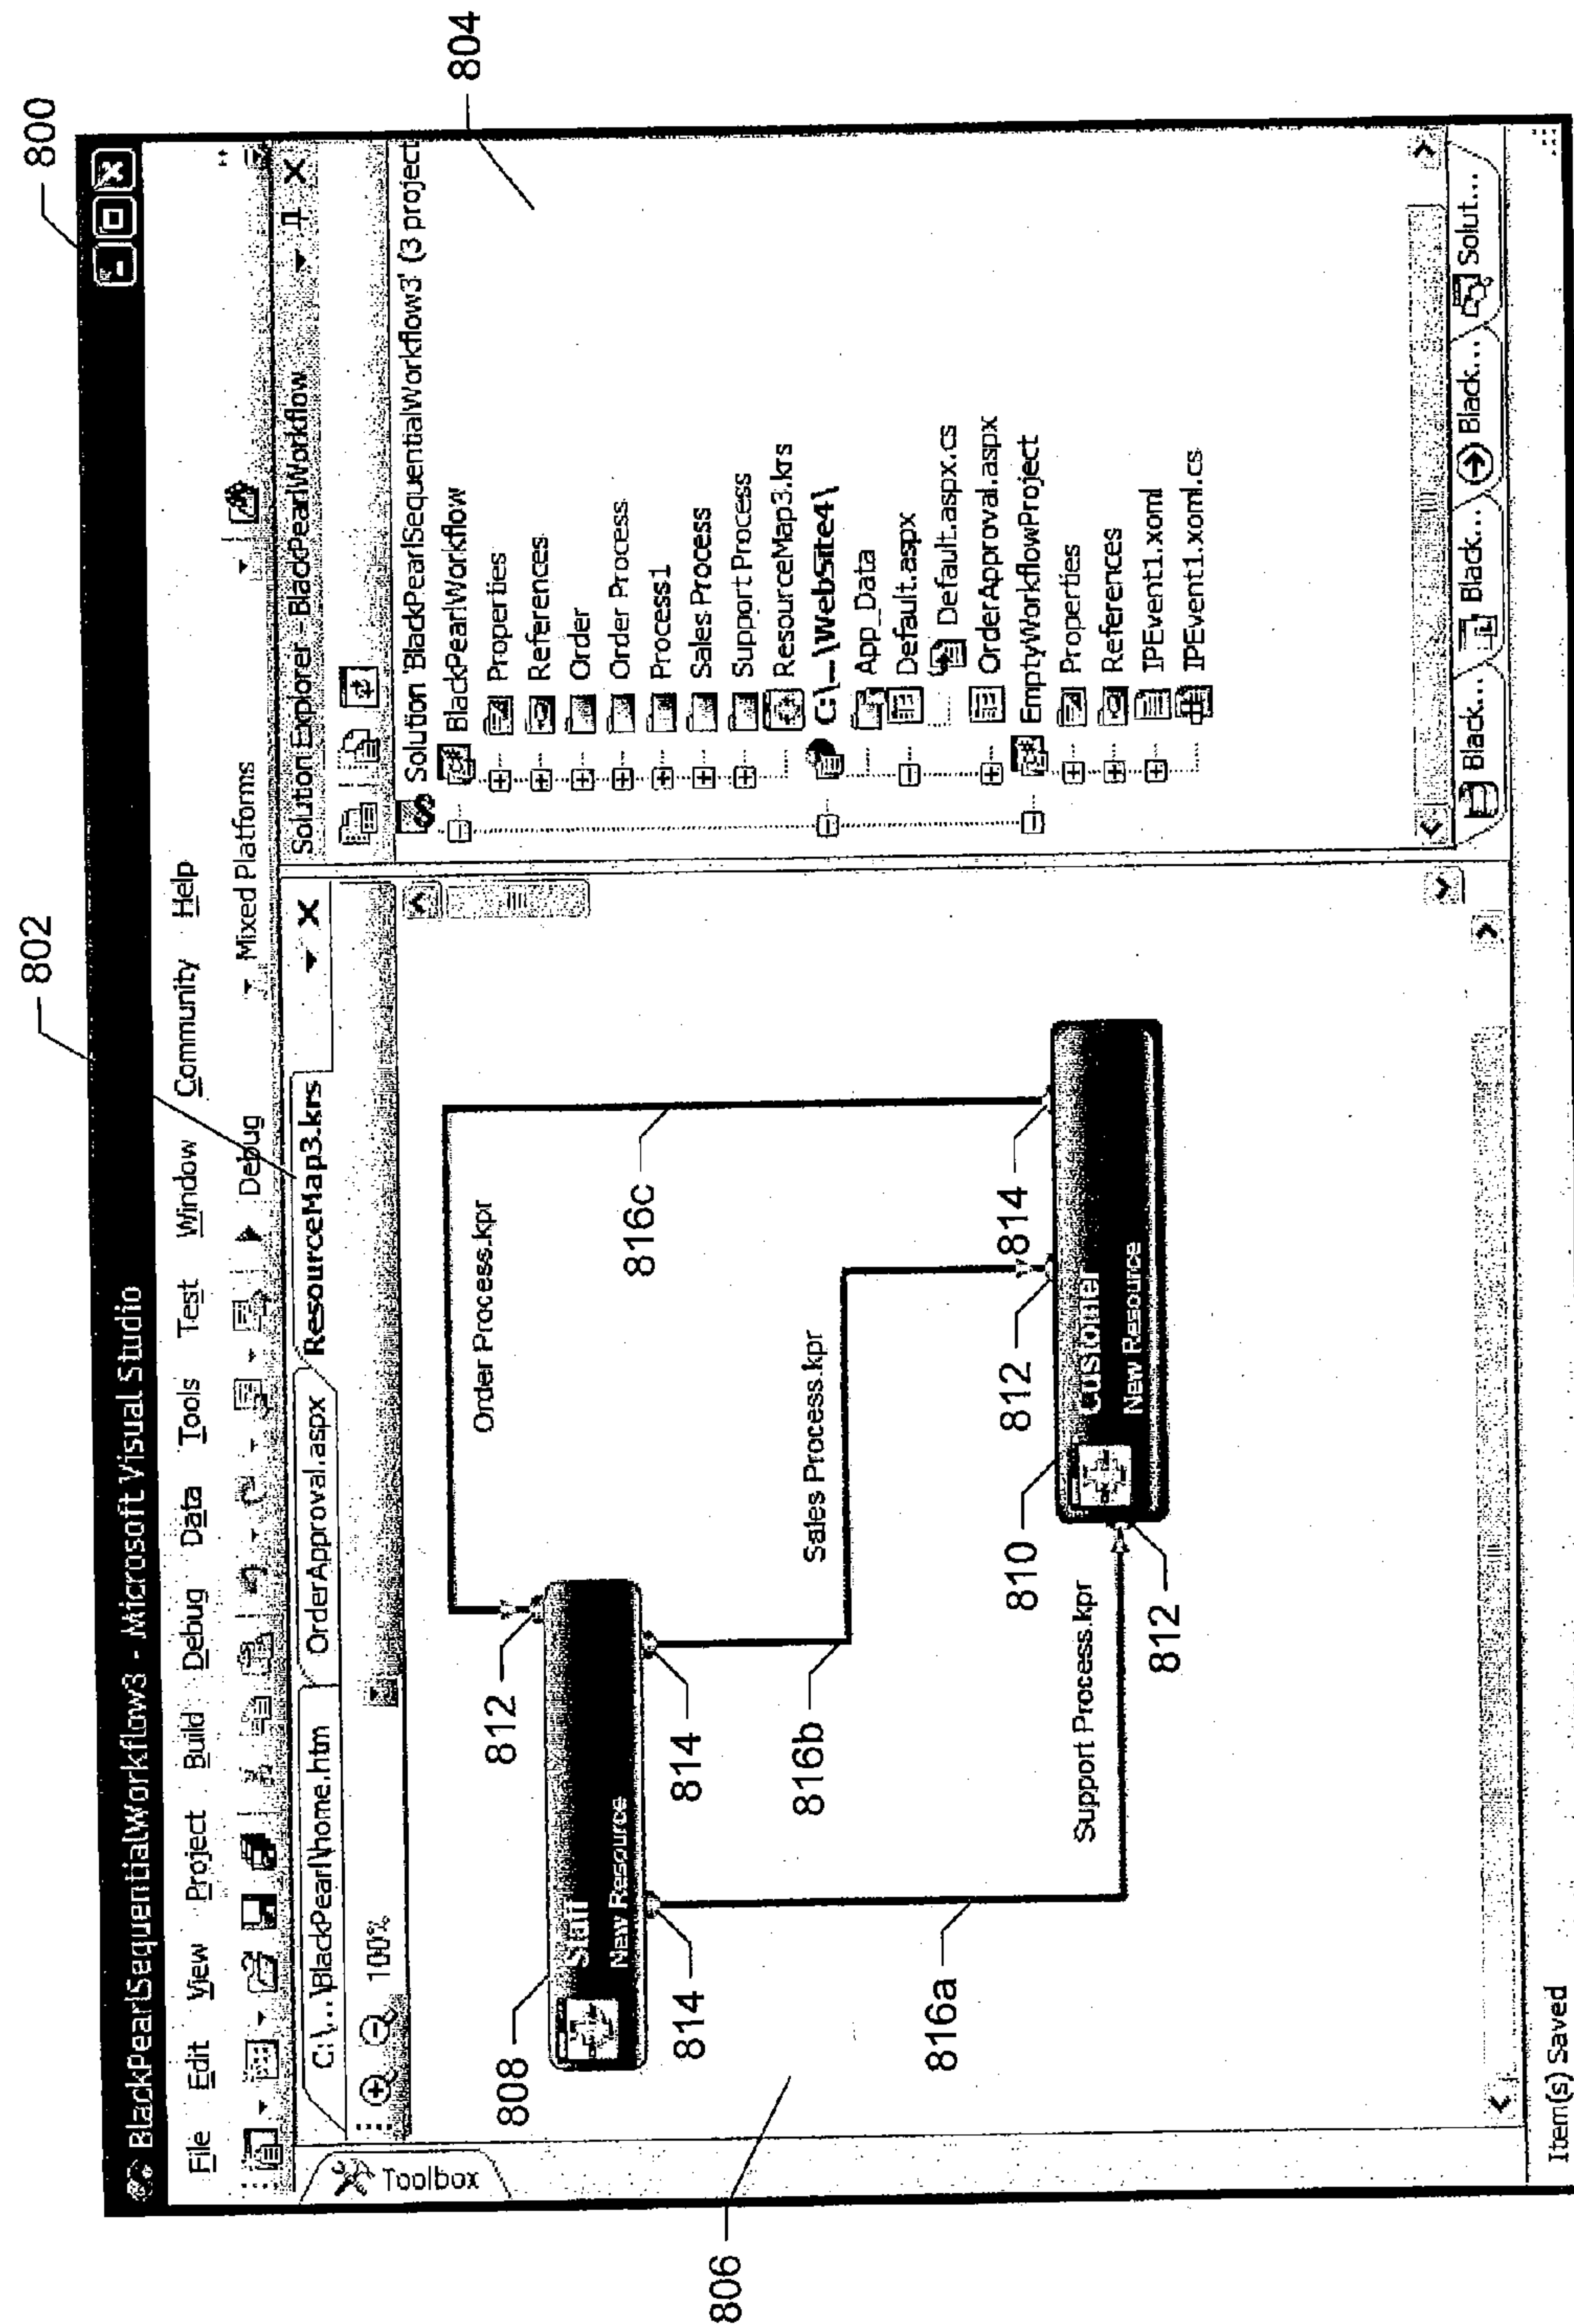 800
802
BlackPearlSequentialWorkflow3 - Microsoft Visual Studio
File Edit View Project Build Debug Data Tools Test Window Community Help
Debug Mixed Platforms
C:\...\BlackPearl\home.htm OrderApproval.aspx ResourceMap3.krs
Solution Explorer - BlackPearlWorkflow
100%
Toolbox
Solution 'BlackPearlSequentialWorkflow3' (3 project
BlackPearlWorkflow
Properties
References
Order
Order Process
Process1
Sales Process
Support Process
ResourceMap3.krs
C:\...\WebSite4\
App_Data
Default.aspx
Default.aspx.cs
OrderApproval.aspx
EmptyWorkflowProject
Properties
References
IPEvent1.xoml
IPEvent1.xoml.cs
804
Order Process.kpr
812
808
Staff
New Resource
816c
814
814
816b
Sales Process.kpr
816a
812
814
810
Customer
New Resource
Support Process.kpr
812
806
Black... Black... Black... Solut...
Item(s) Saved